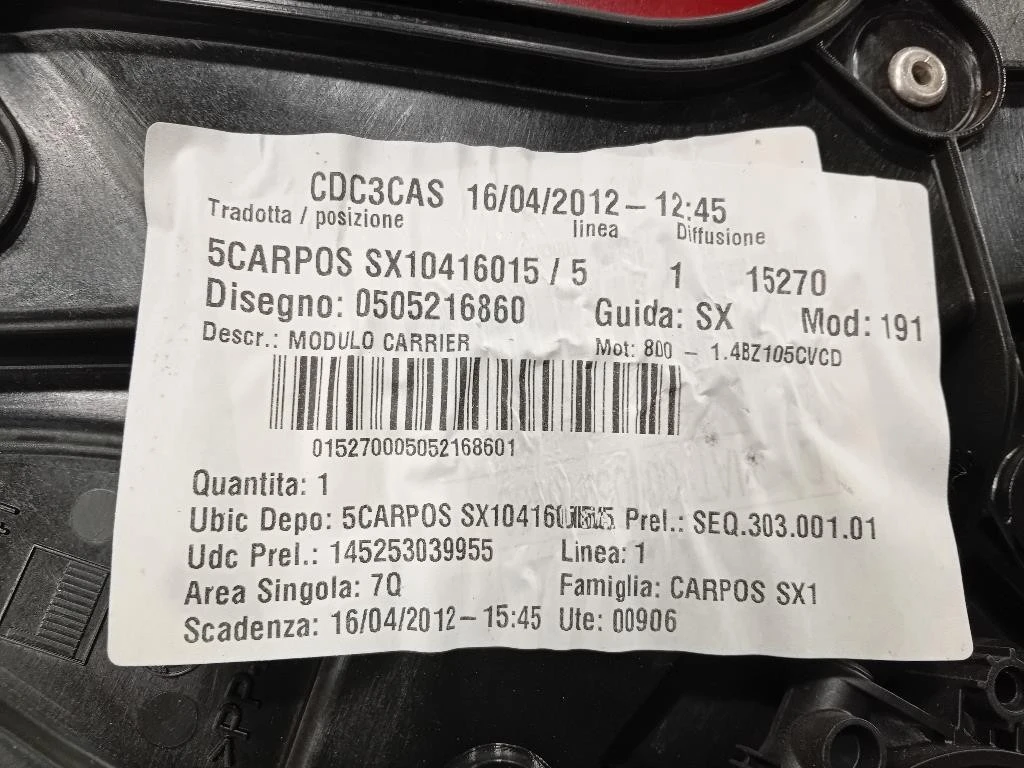 CDC3CAS 16/04/2012 – 12:45
Tradotta / posizione linea Diffusione
5CARPOS SX10416015 / 5 1 15270
Disegno: 0505216860 Guida: SX Mod: 191
Descr.: MODULO CARRIER Mot: 800 – 1.4BZ105CVCD
015270005052168601
Quantita: 1
Ubic Depo: 5CARPOS Prel.: SEQ.303.001.01
Udc Prel.: 145253039955 Linea: 1
Area Singola: 7Q Famiglia: CARPOS SX1
Scadenza: 16/04/2012 – 15:45 Ute: 00906
>PP